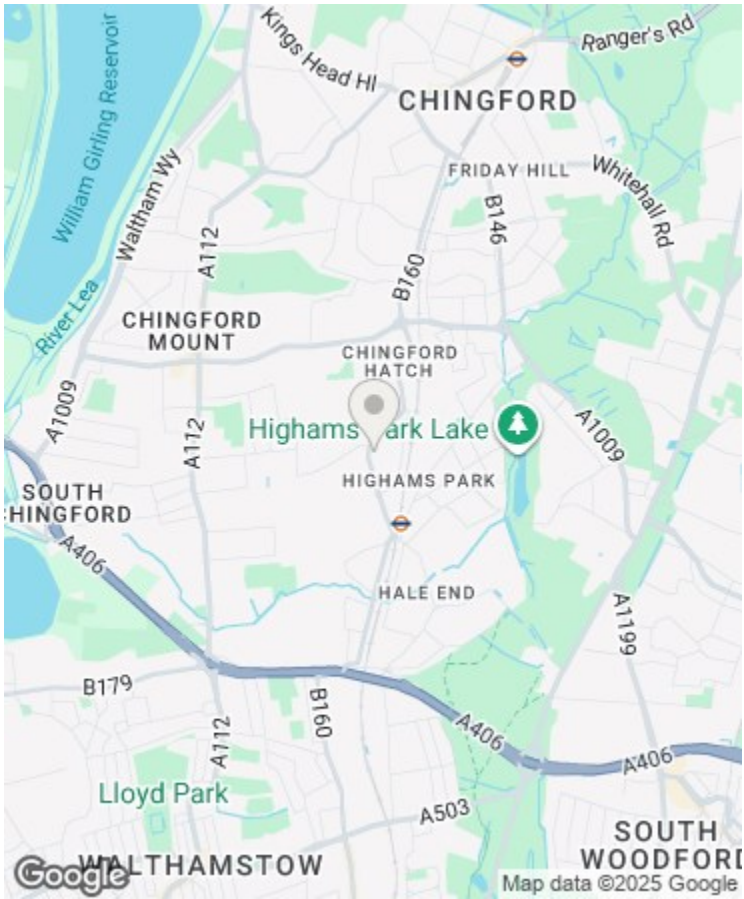 Ranger's Rd
Kings Head Hl
CHINGFORD
William Girling Reservoir
Waltham Wy
FRIDAY HILL
Whitehall Rd
B146
A112
B160
River Lea
CHINGFORD
MOUNT
CHINGFORD
HATCH
A1009
A112
Highams Park Lake
A1009
HIGHAMS PARK
SOUTH
CHINGFORD
A406
HALE END
A1199
B179
A112
B160
A406
A406
Lloyd Park
A503
SOUTH
WOODFORD
WALTHAMSTOW
Google
Map data ©2025 Google